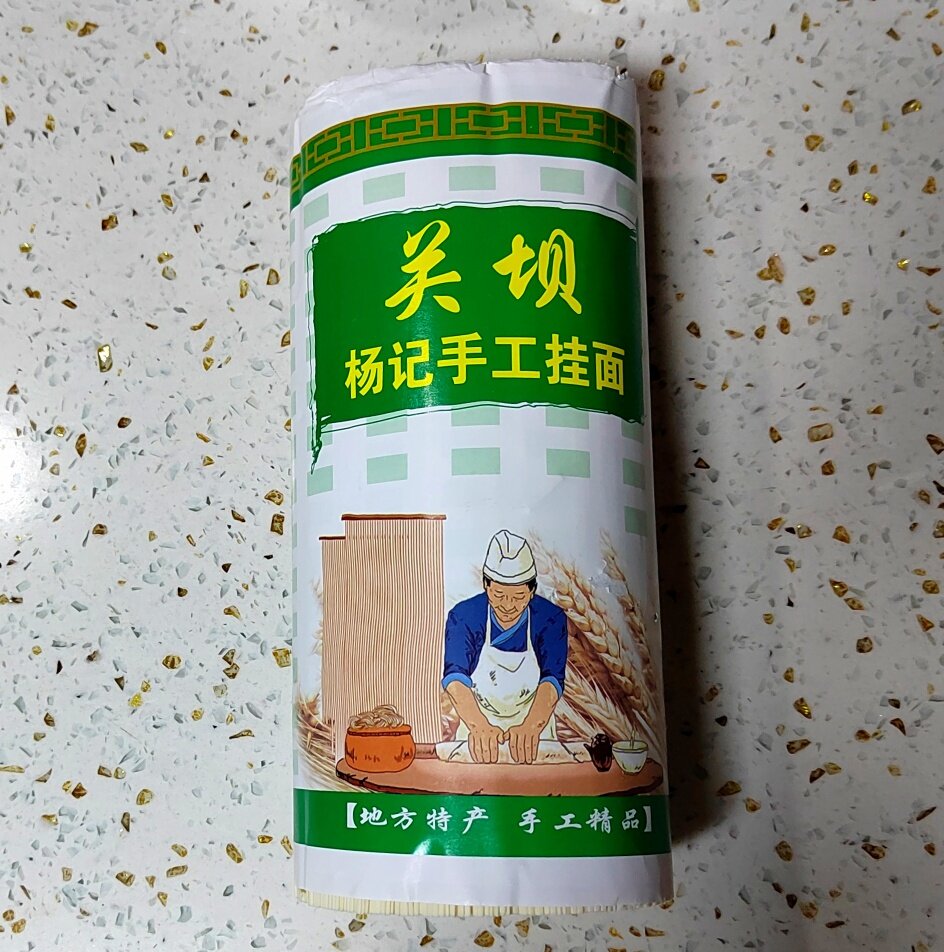 关坝
杨记手工挂面
【地方特产 手工精品】